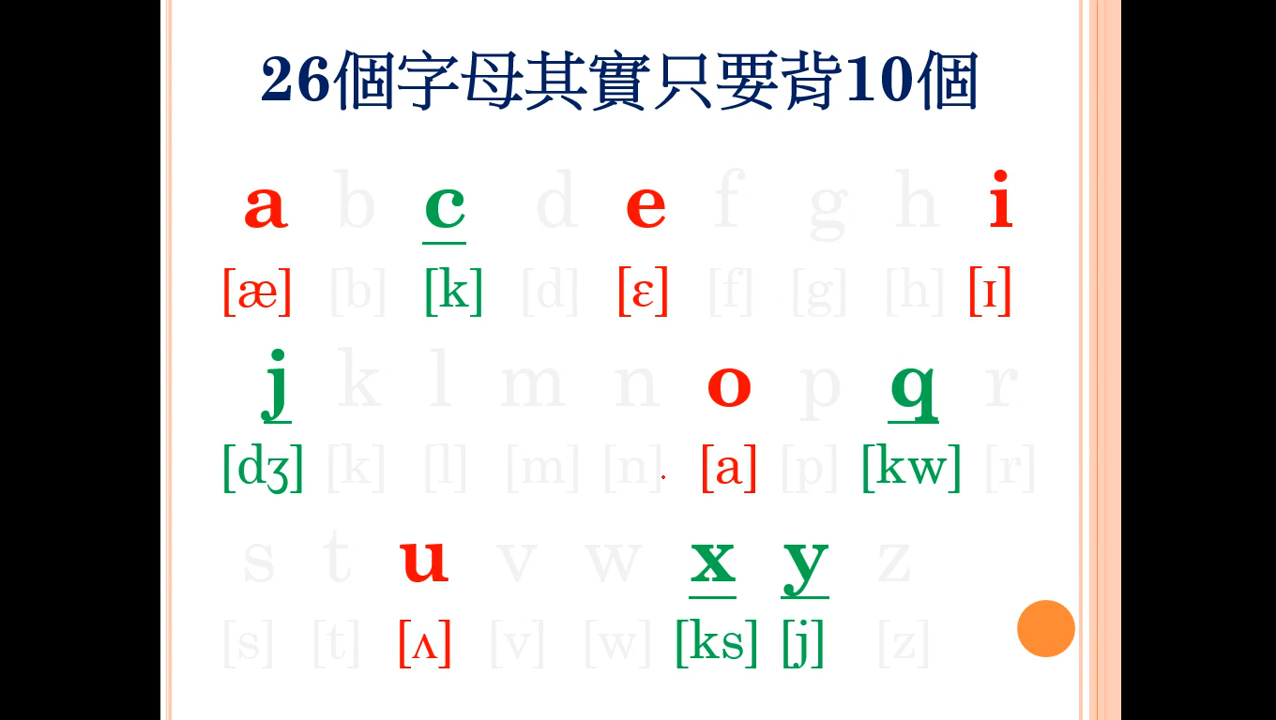 26個字母其實只要背10個
a b c d e f g h i
[æ] [b] [k] [d] [ɛ] [f] [g] [h] [ɪ]
j k l m n o p q r
[dʒ] [k] [l] [m] [n] [a] [p] [kw] [r]
s t u v w x y z
[s] [t] [ʌ] [v] [w] [ks] [j] [z]